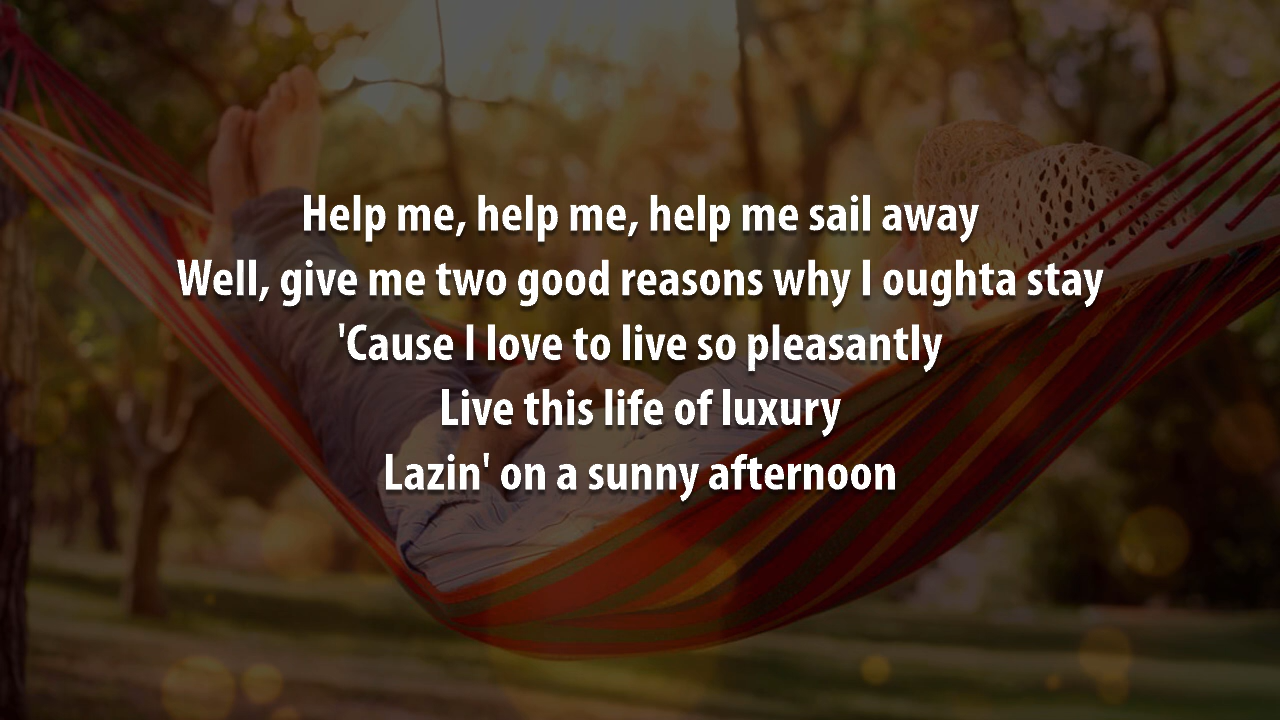 Help me, help me, help me sail away
Well, give me two good reasons why I oughta stay
'Cause I love to live so pleasantly
Live this life of luxury
Lazin' on a sunny afternoon